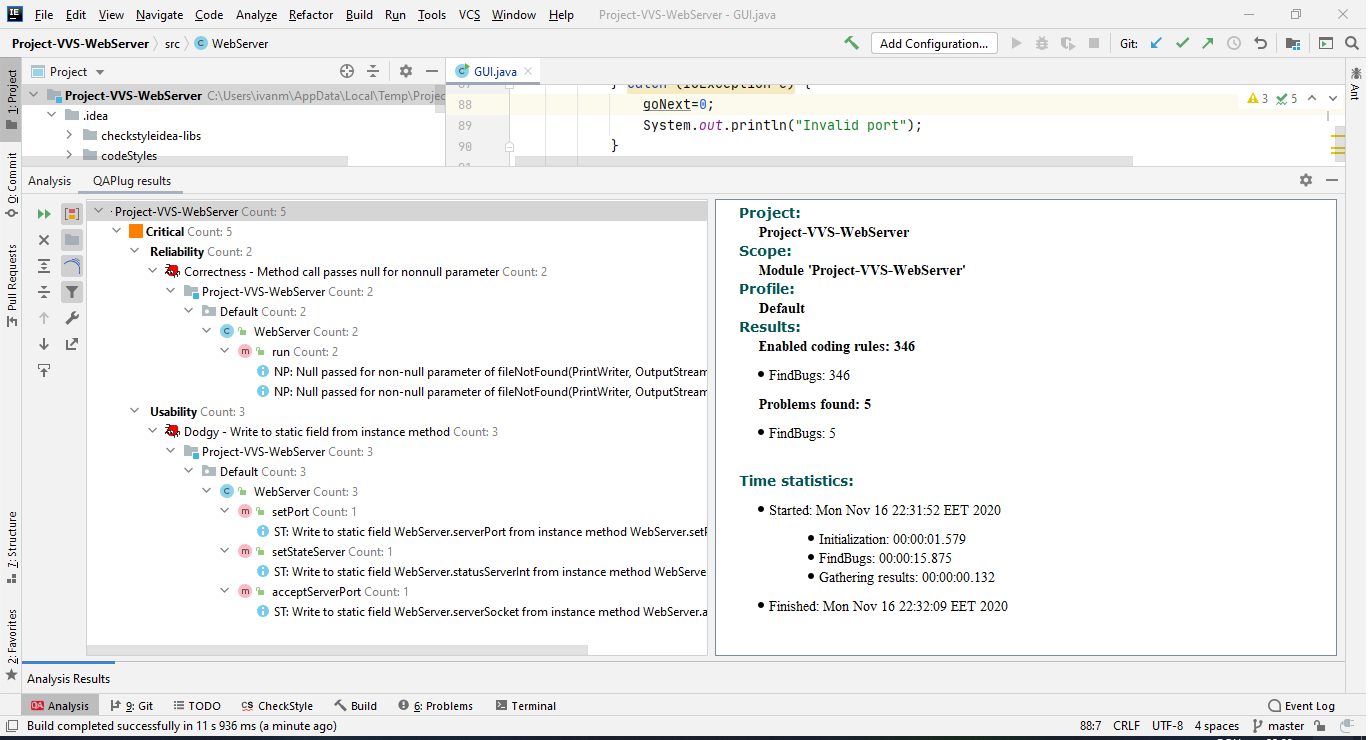 File Edit View Navigate Code Analyze Refactor Build Run Tools VCS Window Help Project-VVS-WebServer - GUI.java
Project-VVS-WebServer src C WebServer Add Configuration... Git:
Project GUI.java
Project-VVS-WebServer C:\Users\ivanm\AppData\Local\Temp\Projec
.idea
checkstyleidea-libs
codeStyles
88 goNext=0; 3 5
89 System.out.println("Invalid port");
90 }
1: Project
0: Commit
Pull Requests
7: Structure
2: Favorites
Ant
Analysis QAPlug results
Project-VVS-WebServer Count: 5
Critical Count: 5
Reliability Count: 2
Correctness - Method call passes null for nonnull parameter Count: 2
Project-VVS-WebServer Count: 2
Default Count: 2
C WebServer Count: 2
m run Count: 2
NP: Null passed for non-null parameter of fileNotFound(PrintWriter, OutputStream
NP: Null passed for non-null parameter of fileNotFound(PrintWriter, OutputStream
Usability Count: 3
Dodgy - Write to static field from instance method Count: 3
Project-VVS-WebServer Count: 3
Default Count: 3
C WebServer Count: 3
m setPort Count: 1
ST: Write to static field WebServer.serverPort from instance method WebServer.setP
m setStateServer Count: 1
ST: Write to static field WebServer.statusServerInt from instance method WebServe
m acceptServerPort Count: 1
ST: Write to static field WebServer.serverSocket from instance method WebServer.a
Project:
Project-VVS-WebServer
Scope:
Module 'Project-VVS-WebServer'
Profile:
Default
Results:
Enabled coding rules: 346
• FindBugs: 346
Problems found: 5
• FindBugs: 5
Time statistics:
• Started: Mon Nov 16 22:31:52 EET 2020
• Initialization: 00:00:01.579
• FindBugs: 00:00:15.875
• Gathering results: 00:00:00.132
• Finished: Mon Nov 16 22:32:09 EET 2020
Analysis Results
QA Analysis 9: Git TODO CS CheckStyle Build 6: Problems Terminal Event Log
Build completed successfully in 11 s 936 ms (a minute ago) 88:7 CRLF UTF-8 4 spaces master